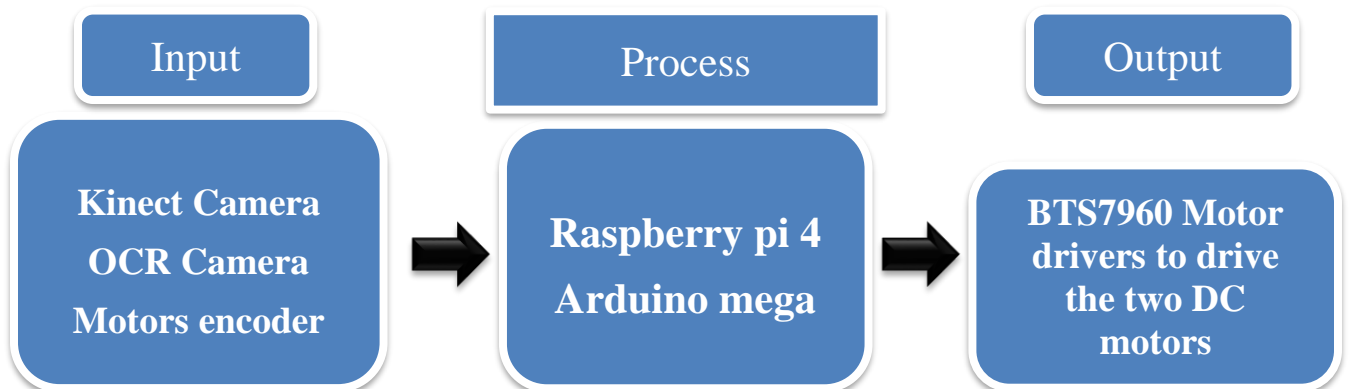 Input
Process
Output
Kinect Camera
OCR Camera
Motors encoder
Raspberry pi 4
Arduino mega
BTS7960 Motor
drivers to drive
the two DC
motors